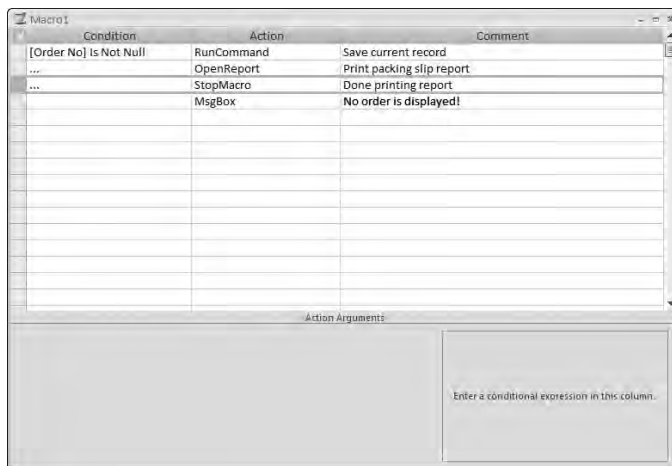 Macro1
Condition Action Comment
[Order No] Is Not Null RunCommand Save current record
... OpenReport Print packing slip report
... StopMacro Done printing report
MsgBox No order is displayed!
Action Arguments
Enter a conditional expression in this column.